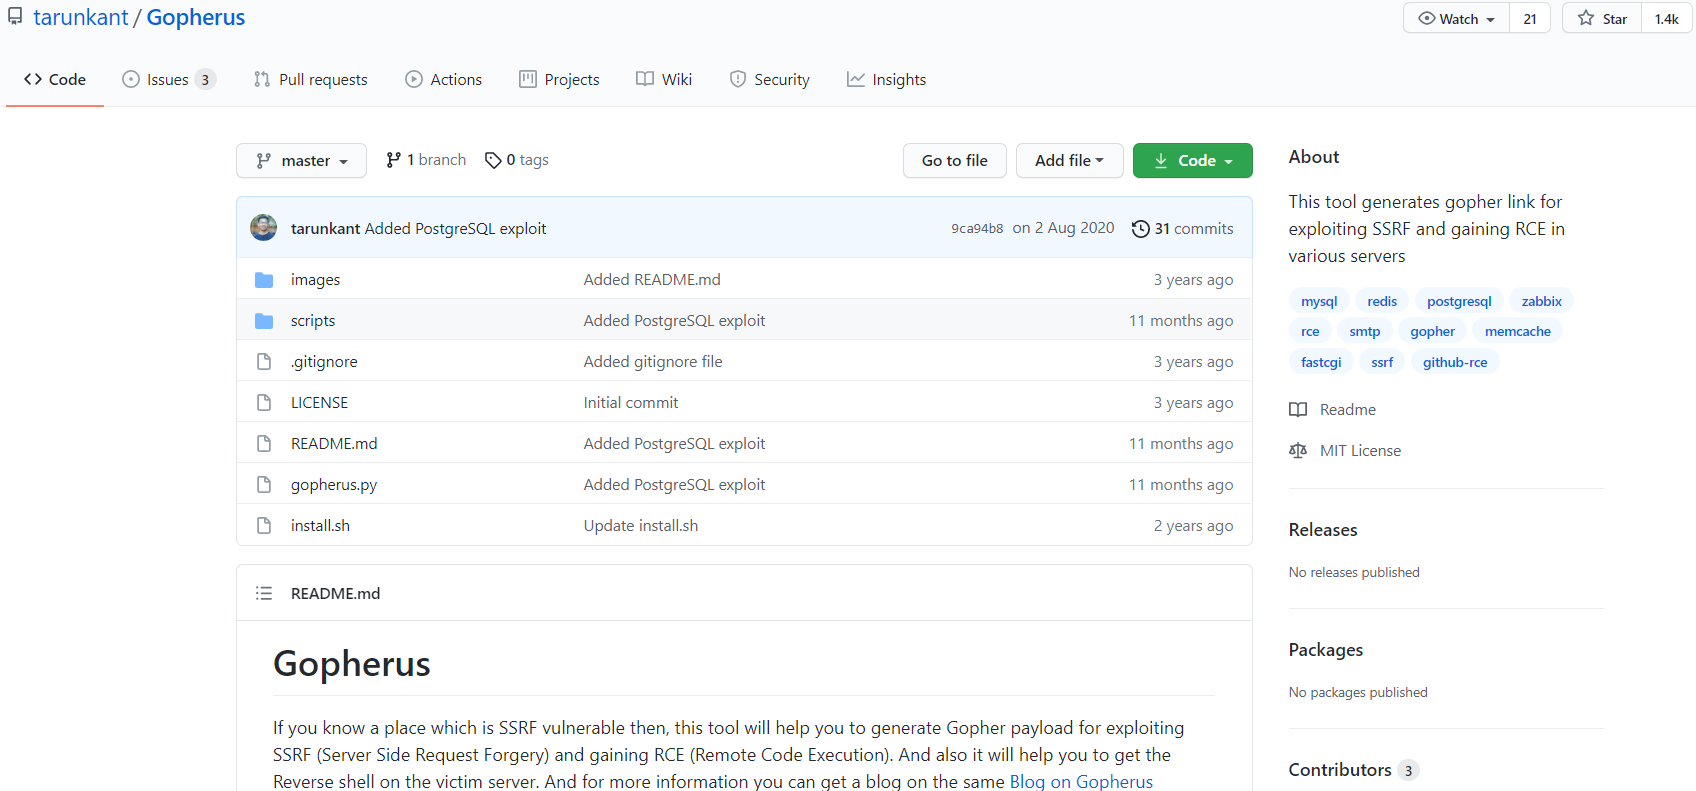 tarunkant / Gopherus
Watch 21 Star 1.4k
Code Issues 3 Pull requests Actions Projects Wiki Security Insights
master 1 branch 0 tags Go to file Add file Code
tarunkant Added PostgreSQL exploit 9ca94b8 on 2 Aug 2020 31 commits
images Added README.md 3 years ago
scripts Added PostgreSQL exploit 11 months ago
.gitignore Added gitignore file 3 years ago
LICENSE Initial commit 3 years ago
README.md Added PostgreSQL exploit 11 months ago
gopherus.py Added PostgreSQL exploit 11 months ago
install.sh Update install.sh 2 years ago
README.md
Gopherus
If you know a place which is SSRF vulnerable then, this tool will help you to generate Gopher payload for exploiting
SSRF (Server Side Request Forgery) and gaining RCE (Remote Code Execution). And also it will help you to get the
Reverse shell on the victim server. And for more information you can get a blog on the same Blog on Gopherus
About
This tool generates gopher link for
exploiting SSRF and gaining RCE in
various servers
mysql redis postgresql zabbix
rce smtp gopher memcache
fastcgi ssrf github-rce
Readme
MIT License
Releases
No releases published
Packages
No packages published
Contributors 3